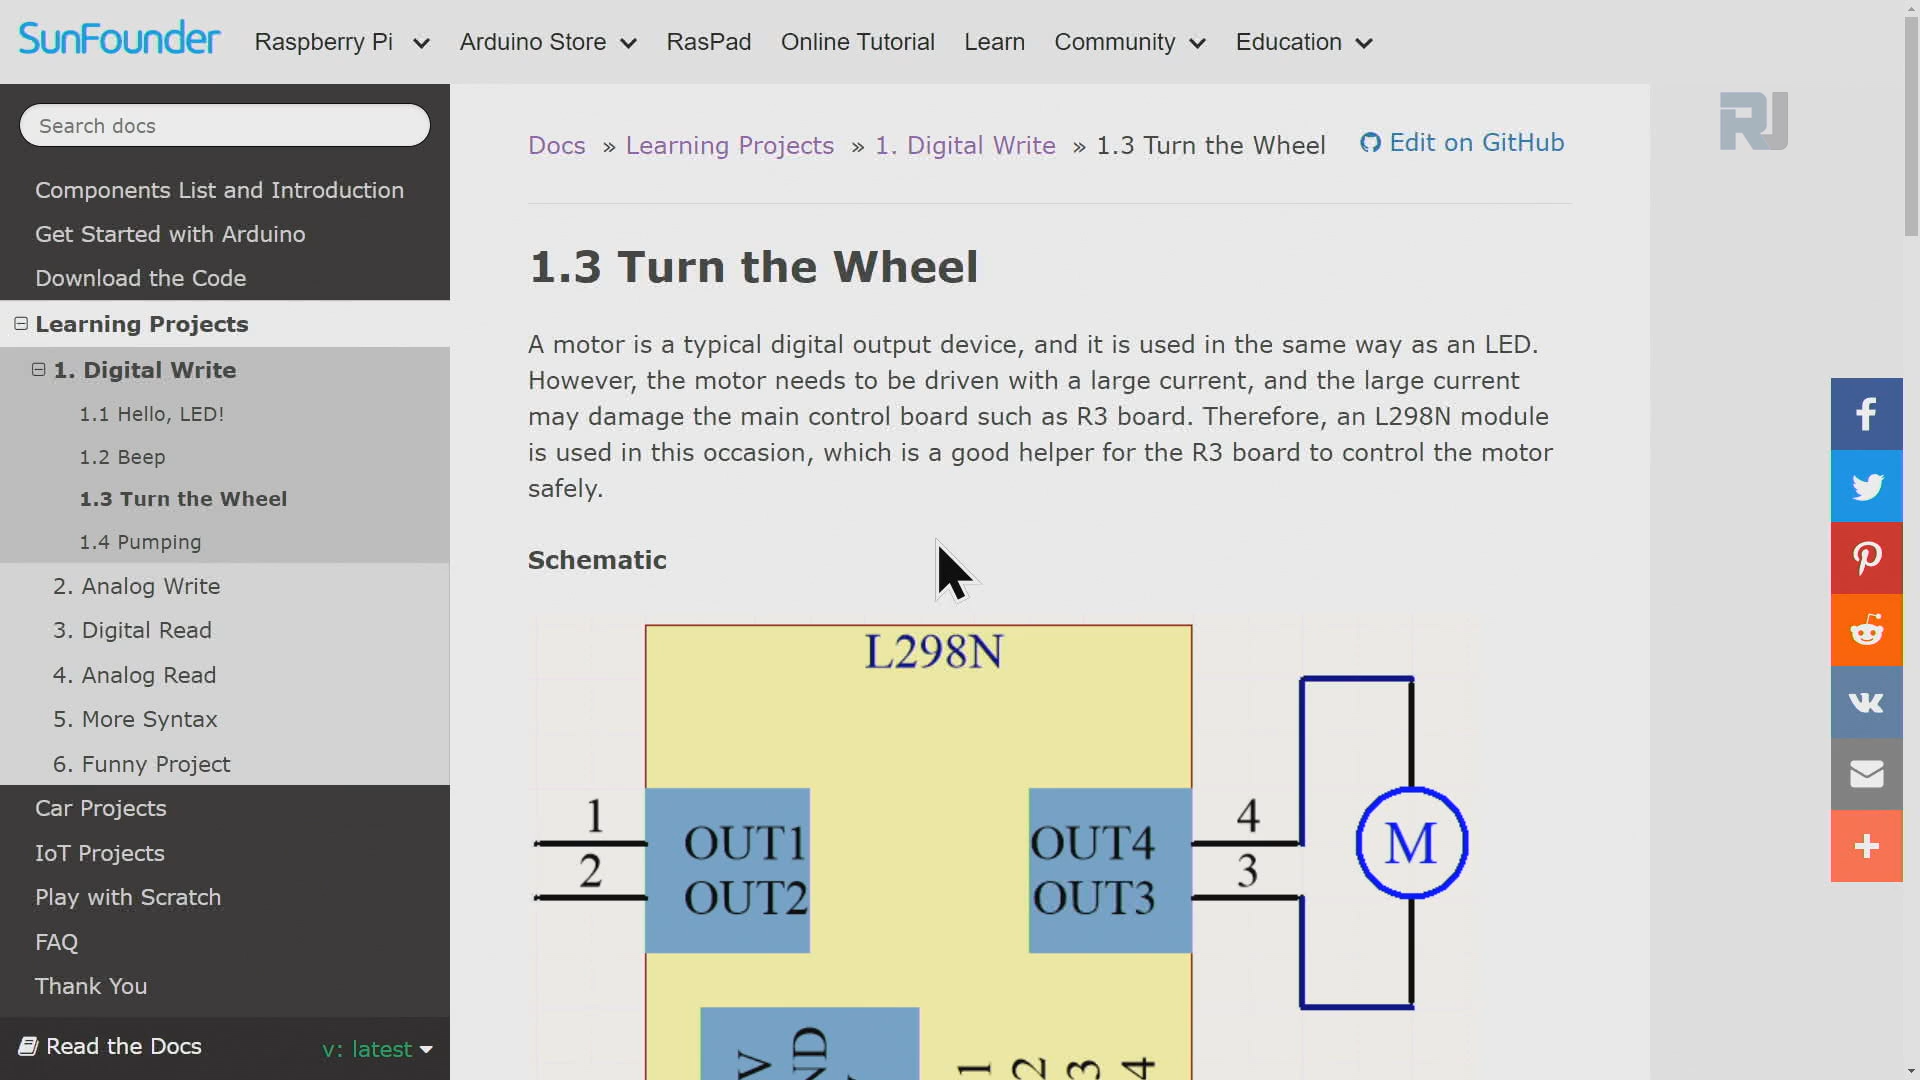 SunFounder
Raspberry Pi Arduino Store RasPad Online Tutorial Learn Community Education
Search docs
Components List and Introduction
Get Started with Arduino
Download the Code
Learning Projects
1. Digital Write
1.1 Hello, LED!
1.2 Beep
1.3 Turn the Wheel
1.4 Pumping
2. Analog Write
3. Digital Read
4. Analog Read
5. More Syntax
6. Funny Project
Car Projects
IoT Projects
Play with Scratch
FAQ
Thank You
Read the Docs v: latest
Docs » Learning Projects » 1. Digital Write » 1.3 Turn the Wheel Edit on GitHub
RJ
1.3 Turn the Wheel
A motor is a typical digital output device, and it is used in the same way as an LED.
However, the motor needs to be driven with a large current, and the large current
may damage the main control board such as R3 board. Therefore, an L298N module
is used in this occasion, which is a good helper for the R3 board to control the motor
safely.
Schematic
L298N
1 OUT1 OUT4 4
2 OUT2 OUT3 3
M
1 2 3 4